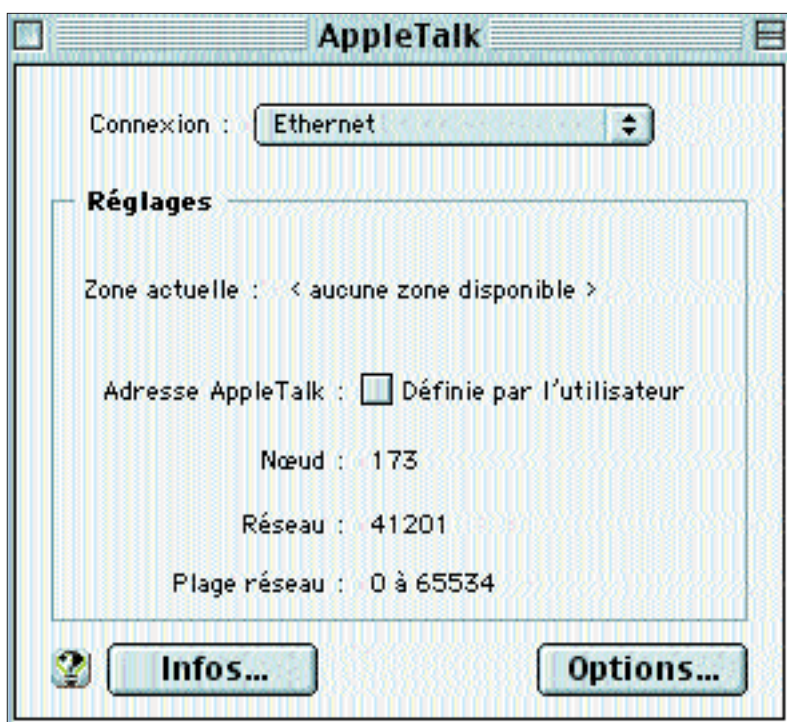 AppleTalk
Connexion : Ethernet
Réglages
Zone actuelle : < aucune zone disponible >
Adresse AppleTalk : Définie par l'utilisateur
Nœud : 173
Réseau : 41201
Plage réseau : 0 à 65534
Infos... Options...